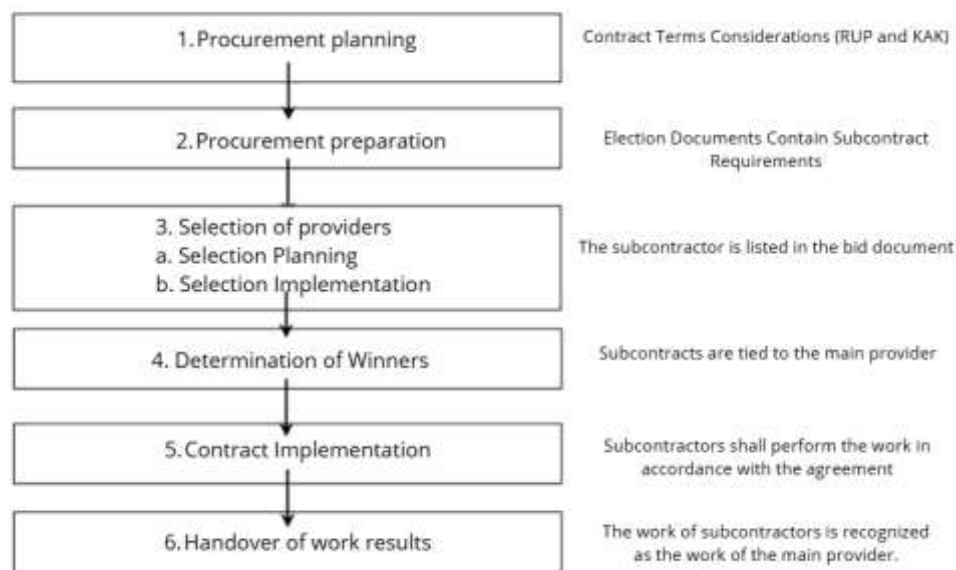 1. Procurement planning
Contract Terms Considerations (RUP and KAK)
2. Procurement preparation
Election Documents Contain Subcontract
Requirements
3. Selection of providers
a. Selection Planning
b. Selection Implementation
The subcontractor is listed in the bid document
4. Determination of Winners
Subcontracts are tied to the main provider
5. Contract Implementation
Subcontractors shall perform the work in
accordance with the agreement
6. Handover of work results
The work of subcontractors is recognized
as the work of the main provider.